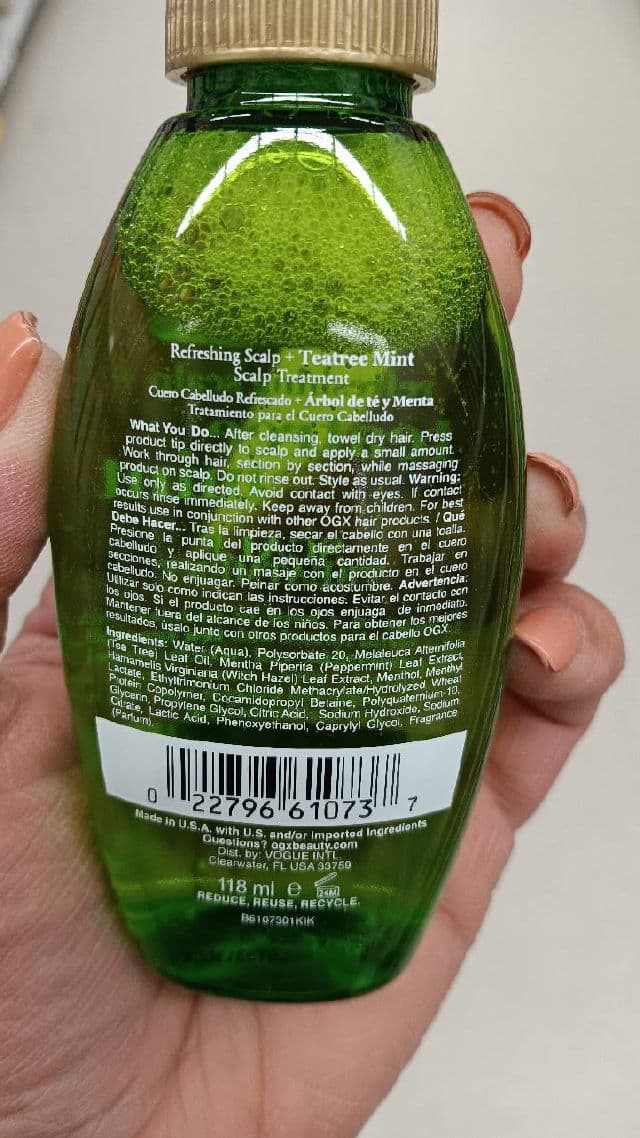 Refreshing Scalp + Teatree Mint
Scalp Treatment
Cuero Cabelludo Refrescado + Árbol de té y Menta
Tratamiento para el Cuero Cabelludo
What You Do... After cleansing, towel dry hair. Press
product tip directly to scalp and apply a small amount.
Work through hair, section by section, while massaging
product on scalp. Do not rinse out. Style as usual. Warning:
Use only as directed. Avoid contact with eyes. If contact
occurs rinse immediately. Keep away from children. For best
results use in conjunction with other OGX hair products. / Qué
Debe Hacer... Tras la limpieza, secar el cabello con una toalla.
Presione la punta del producto directamente en el cuero
cabelludo y aplique una pequeña cantidad. Trabajar en
secciones, realizando un masaje con el producto en el cuero
cabelludo. No enjuagar. Peinar como acostumbre. Advertencia:
Utilizar solo como indican las instrucciones. Evitar el contacto con
los ojos. Si el producto cae en los ojos enjuaga de inmediato.
Mantener fuera del alcance de los niños. Para obtener los mejores
resultados, úsalo junto con otros productos para el cabello OGX.
Ingredients: Water (Aqua), Polysorbate 20, Melaleuca Alternifolia
(Tea Tree) Leaf Oil, Mentha Piperita (Peppermint) Leaf Extract,
Hamamelis Virginiana (Witch Hazel) Leaf Extract, Menthol, Menthyl
Lactate, Ethyltrimonium Chloride Methacrylate/Hydrolyzed Wheat
Protein Copolymer, Cocamidopropyl Betaine, Polyquaternium-10,
Glycerin, Propylene Glycol, Citric Acid, Sodium Hydroxide, Sodium
Citrate, Lactic Acid, Phenoxyethanol, Caprylyl Glycol, Fragrance
(Parfum).
0 22796 61073 7
Made in U.S.A. with U.S. and/or Imported Ingredients
Questions? ogxbeauty.com
Dist. by: VOGUE INT'L
Clearwater, FL USA 33759
118 ml e 24M
REDUCE, REUSE, RECYCLE.
B6107301KIK